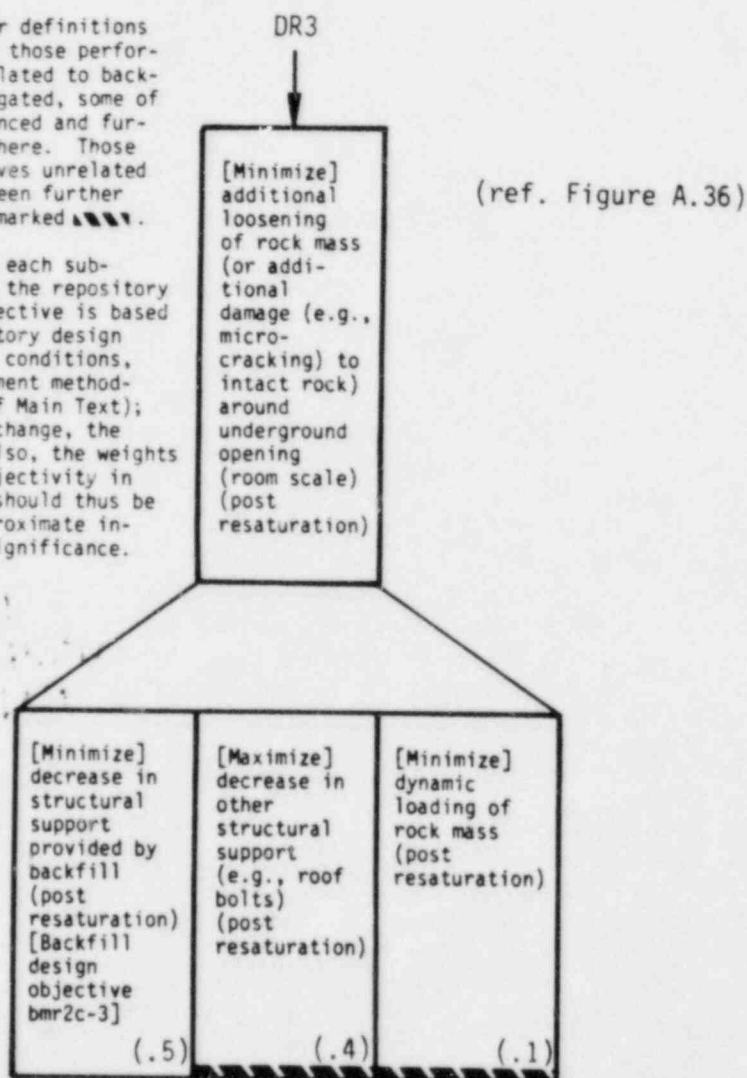 r definitions
those perfor-
lated to back-
gated, some of
nced and fur-
here. Those
ves unrelated
een further
marked
each sub-
the repository
ective is based
tory design
conditions,
ment method-
f Main Text);
change, the
lso, the weights
jectivity in
should thus be
roximate in-
ignificance.
DR3
[Minimize]
additional
loosening
of rock mass
(or addi-
tional
damage (e.g.,
micro-
cracking) to
intact rock)
around
underground
opening
(room scale)
(post
resaturation)
(ref. Figure A.36)
[Minimize]
decrease in
structural
support
provided by
backfill
(post
resaturation)
[Backfill
design
objective
bmr2c-3]
(.5)
[Maximize]
decrease in
other
structural
support
(e.g., roof
bolts)
(post
resaturation)
(.4)
[Minimize]
dynamic
loading of
rock mass
(post
resaturation)
(.1)